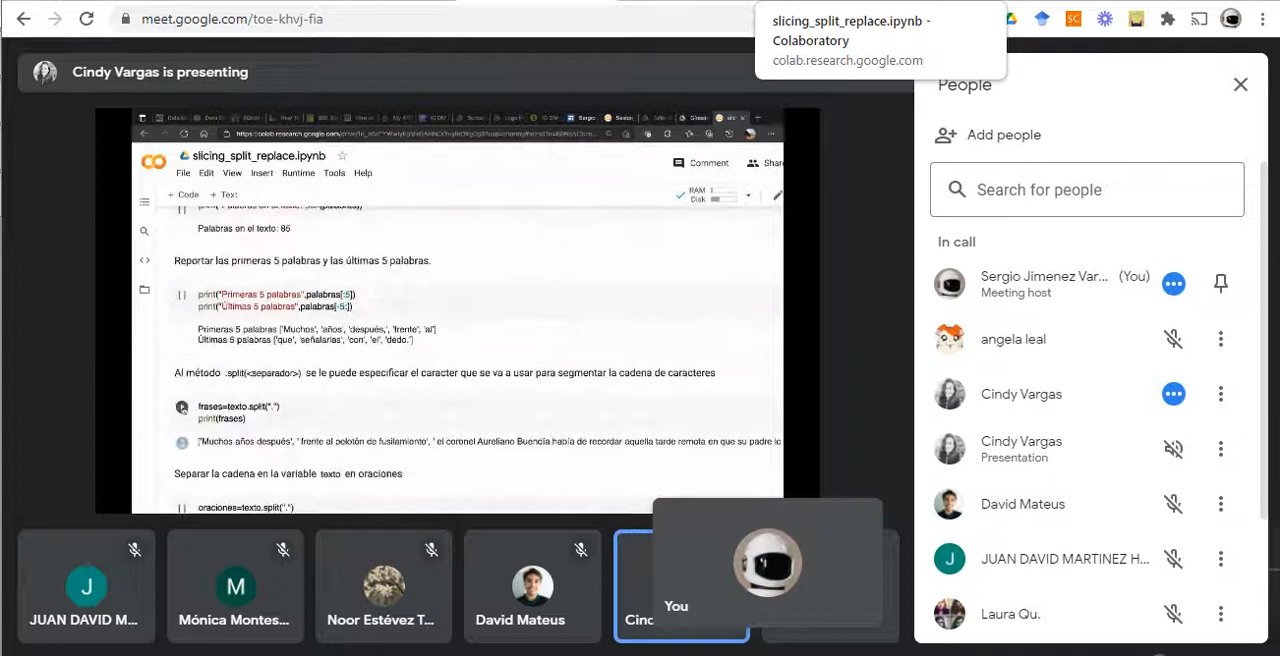 meet.google.com/toe-khvj-fia
slicing_split_replace.ipynb -
Colaboratory
colab.research.google.com
Cindy Vargas is presenting
slicing_split_replace.ipynb
File Edit View Insert Runtime Tools Help
Comment
Shar
+ Code + Text
RAM
Disk
Palabras en el texto: 85
Reportar las primeras 5 palabras y las últimas 5 palabras.
[ ] print("Primeras 5 palabras",palabras[:5])
print("Últimas 5 palabras",palabras[-5:])
Primeras 5 palabras ['Muchos', 'años', 'después,', 'frente', 'al']
Últimas 5 palabras ['que', 'señalarlas', 'con', 'el', 'dedo.']
Al método .split(<separador>) se le puede especificar el caracter que se va a usar para segmentar la cadena de caracteres
frases=texto.split(",")
print(frases)
['Muchos años después', ' frente al pelotón de fusilamiento', ' el coronel Aureliano Buendía había de recordar aquella tarde remota en que su padre lo
Separar la cadena en la variable texto en oraciones
[ ] oraciones=texto.split(".")
JUAN DAVID M...
M
Mónica Montes...
Noor Estévez T...
David Mateus
Cind
You
J
People
Add people
Search for people
In call
Sergio Jimenez Var... (You)
Meeting host
angela leal
Cindy Vargas
Cindy Vargas
Presentation
David Mateus
J
JUAN DAVID MARTINEZ H...
Laura Qu.